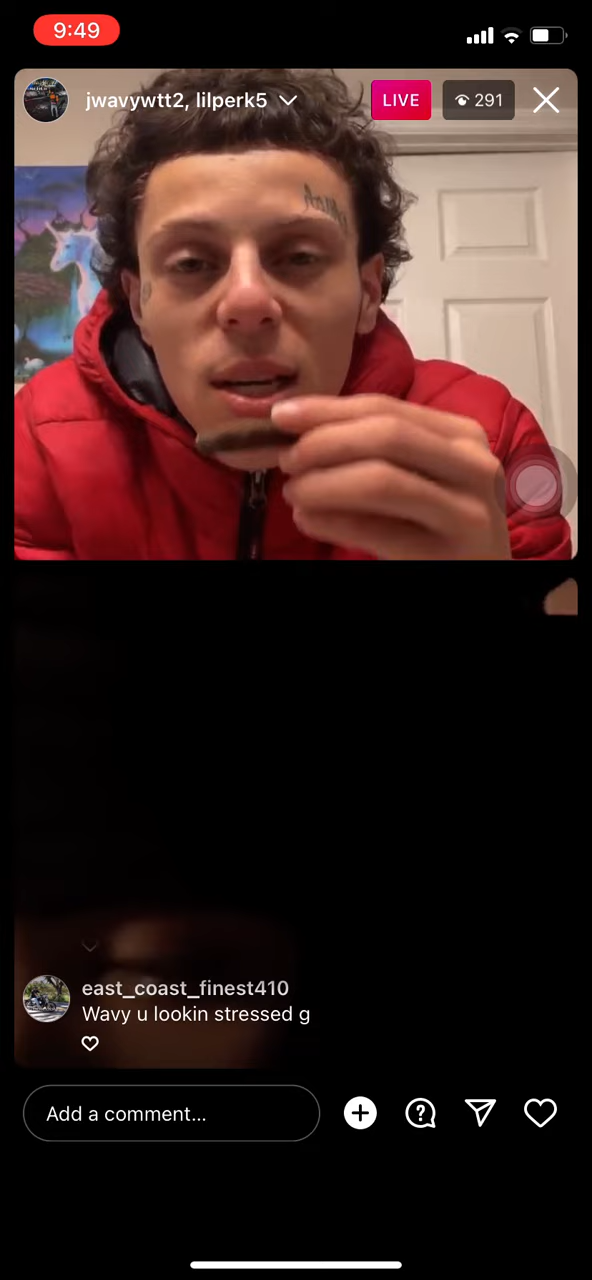 9:49
jwavywtt2, lilperk5
LIVE
291
east_coast_finest410
Wavy u lookin stressed g
Add a comment...